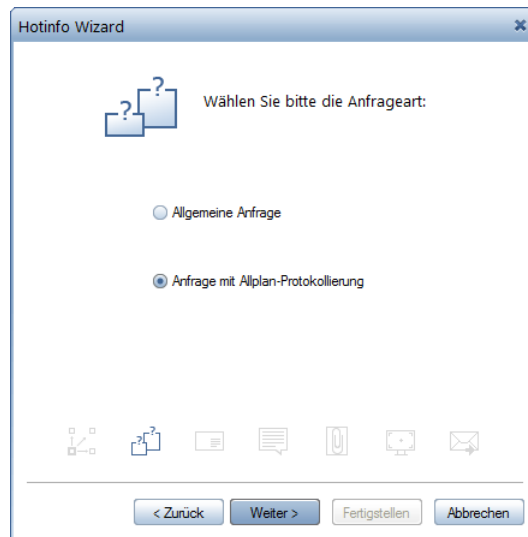 Hotinfo Wizard
Wählen Sie bitte die Anfrageart:
Allgemeine Anfrage
Anfrage mit Allplan-Protokollierung
< Zurück Weiter > Fertigstellen Abbrechen